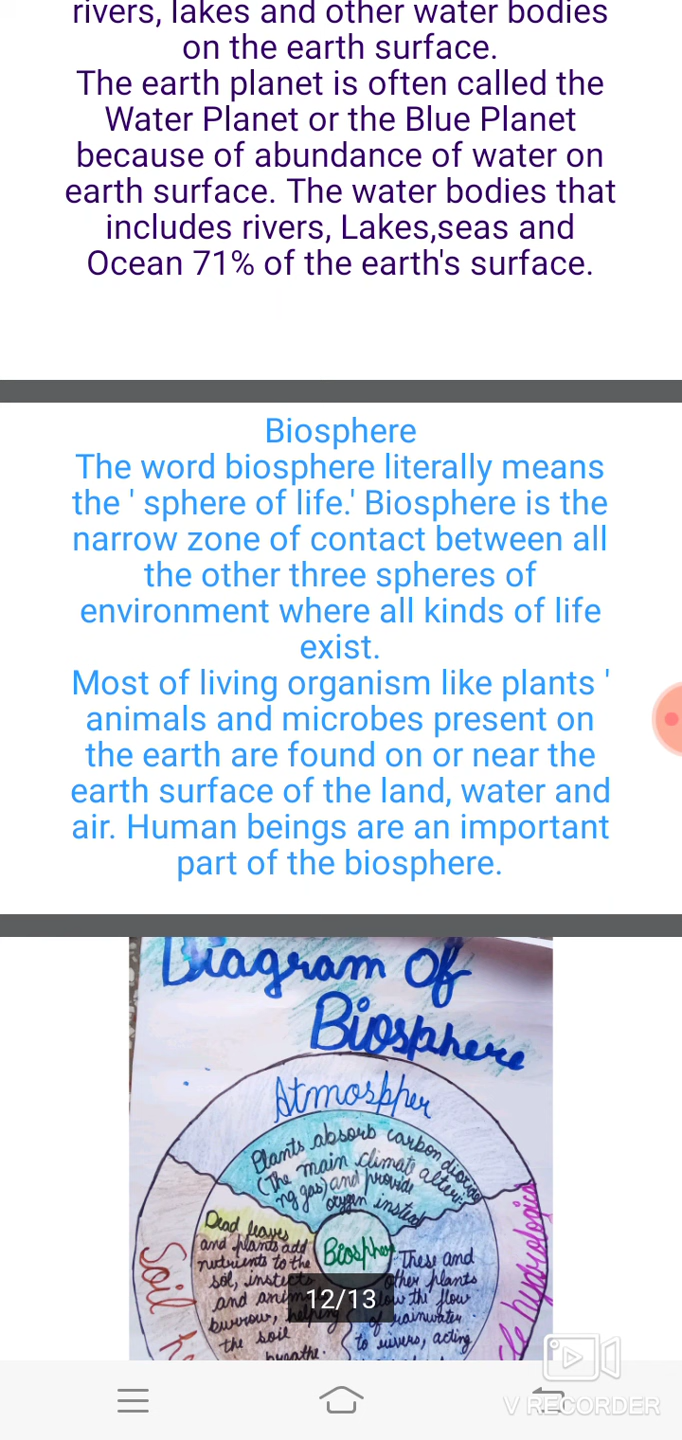 rivers, lakes and other water bodies
on the earth surface.
The earth planet is often called the
Water Planet or the Blue Planet
because of abundance of water on
earth surface. The water bodies that
includes rivers, Lakes,seas and
Ocean 71% of the earth's surface.
Biosphere
The word biosphere literally means
the ' sphere of life.' Biosphere is the
narrow zone of contact between all
the other three spheres of
environment where all kinds of life
exist.
Most of living organism like plants '
animals and microbes present on
the earth are found on or near the
earth surface of the land, water and
air. Human beings are an important
part of the biosphere.
Diagram Of
Biosphere
Atmosphher
Plants absorb carbon dioxide
(The main climate alteri
ng gas) and provide
oxygen instead
Biospher
Dead leaves
and plants add
nutrients to the
soil, insects
and anim
burrow, helping
the soil
breathe.
These and
other plants
the flow
of rainwater
to rivers, acting
Soil
12/13
V RECORDER